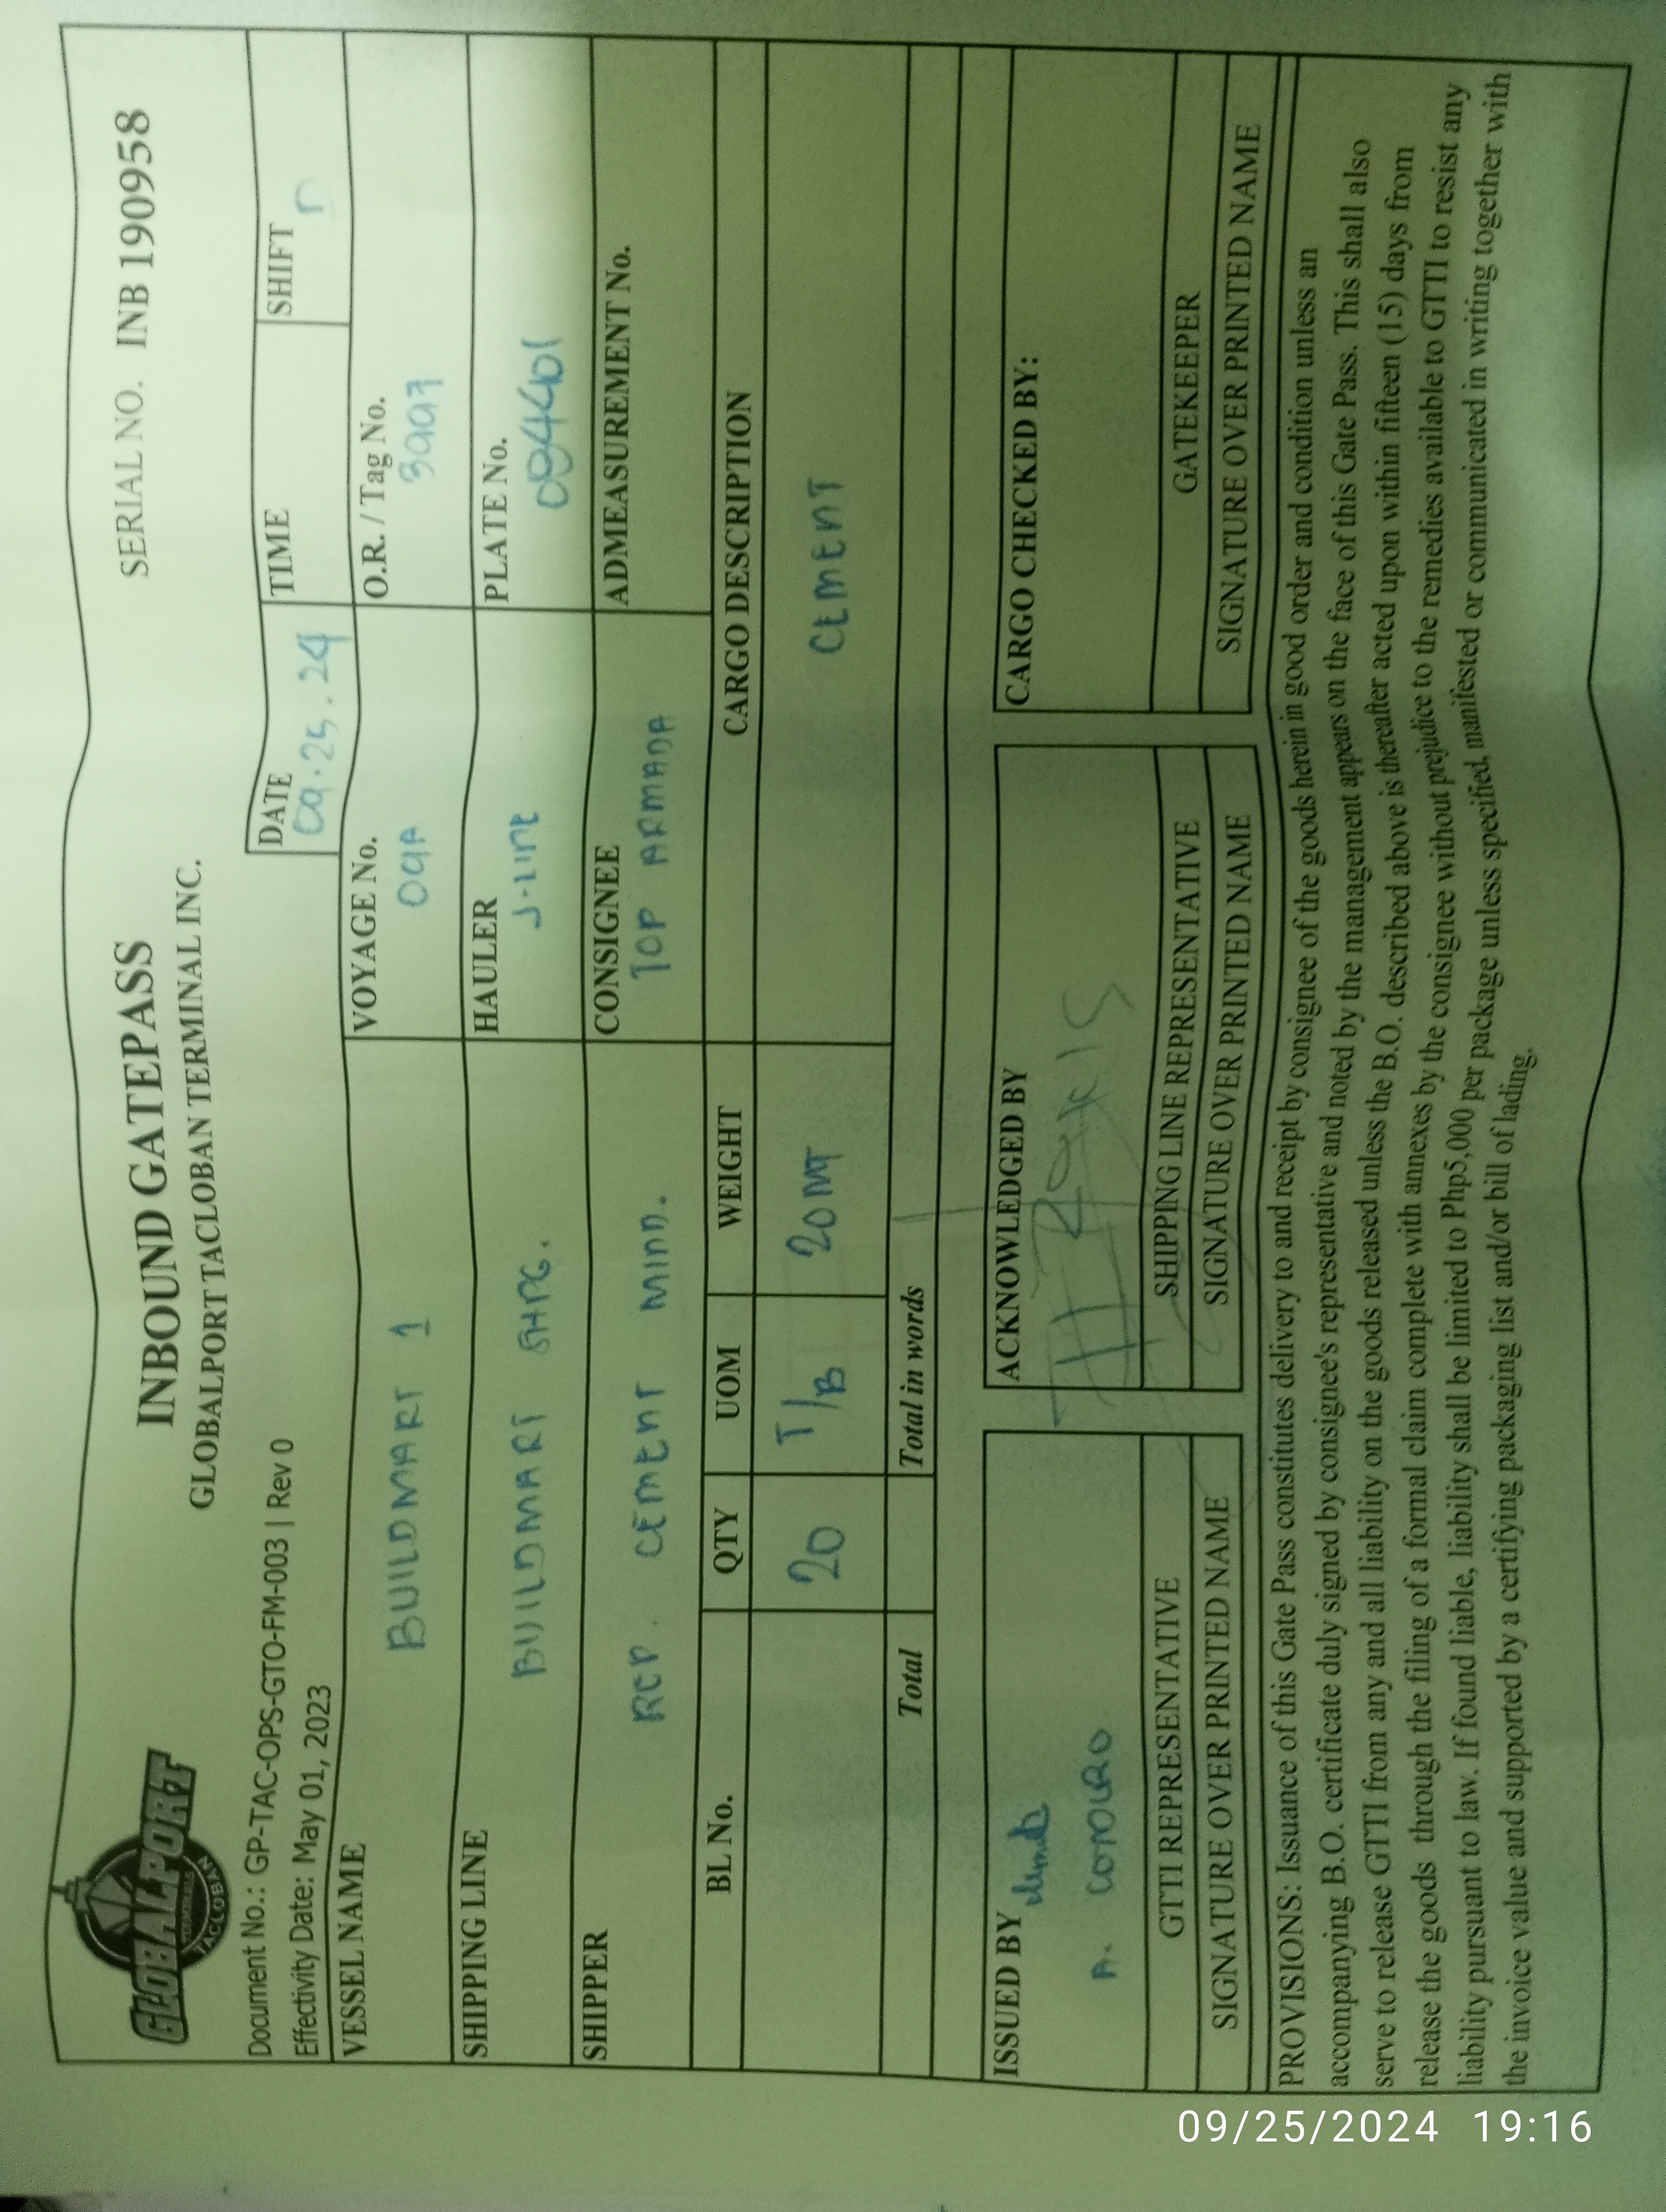 GLOBALPORT
TACLOBAN
INBOUND GATEPASS
GLOBALPORT TACLOBAN TERMINAL INC.
SERIAL NO. INB 190958
Document No.: GP-TAC-OPS-GTO-FM-003 | Rev 0
Effectivity Date: May 01, 2023
DATE 09.25.24
TIME
SHIFT
VESSEL NAME
BUILDMART 1
VOYAGE No.
09A
O.R. / Tag No.
SHIPPING LINE
BUILDMART SHPG.
HAULER
J-LINE
PLATE No.
SHIPPER
CEMENT MIND.
CONSIGNEE
TOP ARMADA
ADMEASUREMENT No.
BL No. QTY UOM WEIGHT CARGO DESCRIPTION
20 T/B 20 MT CEMENT
Total Total in words
ISSUED BY
A.
GTTI REPRESENTATIVE
SIGNATURE OVER PRINTED NAME
ACKNOWLEDGED BY
SHIPPING LINE REPRESENTATIVE
SIGNATURE OVER PRINTED NAME
CARGO CHECKED BY:
GATEKEEPER
SIGNATURE OVER PRINTED NAME
PROVISIONS: Issuance of this Gate Pass constitutes delivery to and receipt by consignee of the goods herein in good order and condition unless an
accompanying B.O. certificate duly signed by consignee's representative and noted by the management appears on the face of this Gate Pass. This shall also
serve to release GTTI from any and all liability on the goods released unless the B.O. described above is thereafter acted upon within fifteen (15) days from
release the goods through the filing of a formal claim complete with annexes by the consignee without prejudice to the remedies available to GTTI to resist any
liability pursuant to law. If found liable, liability shall be limited to Php5,000 per package unless specified, manifested or communicated in writing together with
the invoice value and supported by a certifying packaging list and/or bill of lading.
09/25/2024 19:16